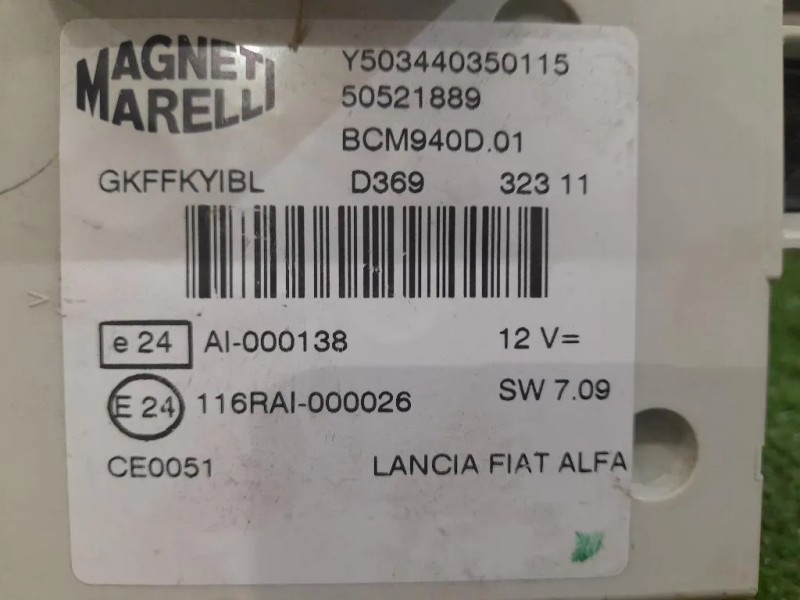 MAGNETI
MARELLI
Y503440350115
50521889
BCM940D.01
GKFFKYIBL D369 323 11
e 24 AI-000138 12 V=
E 24 116RAI-000026 SW 7.09
CE0051 LANCIA FIAT ALFA